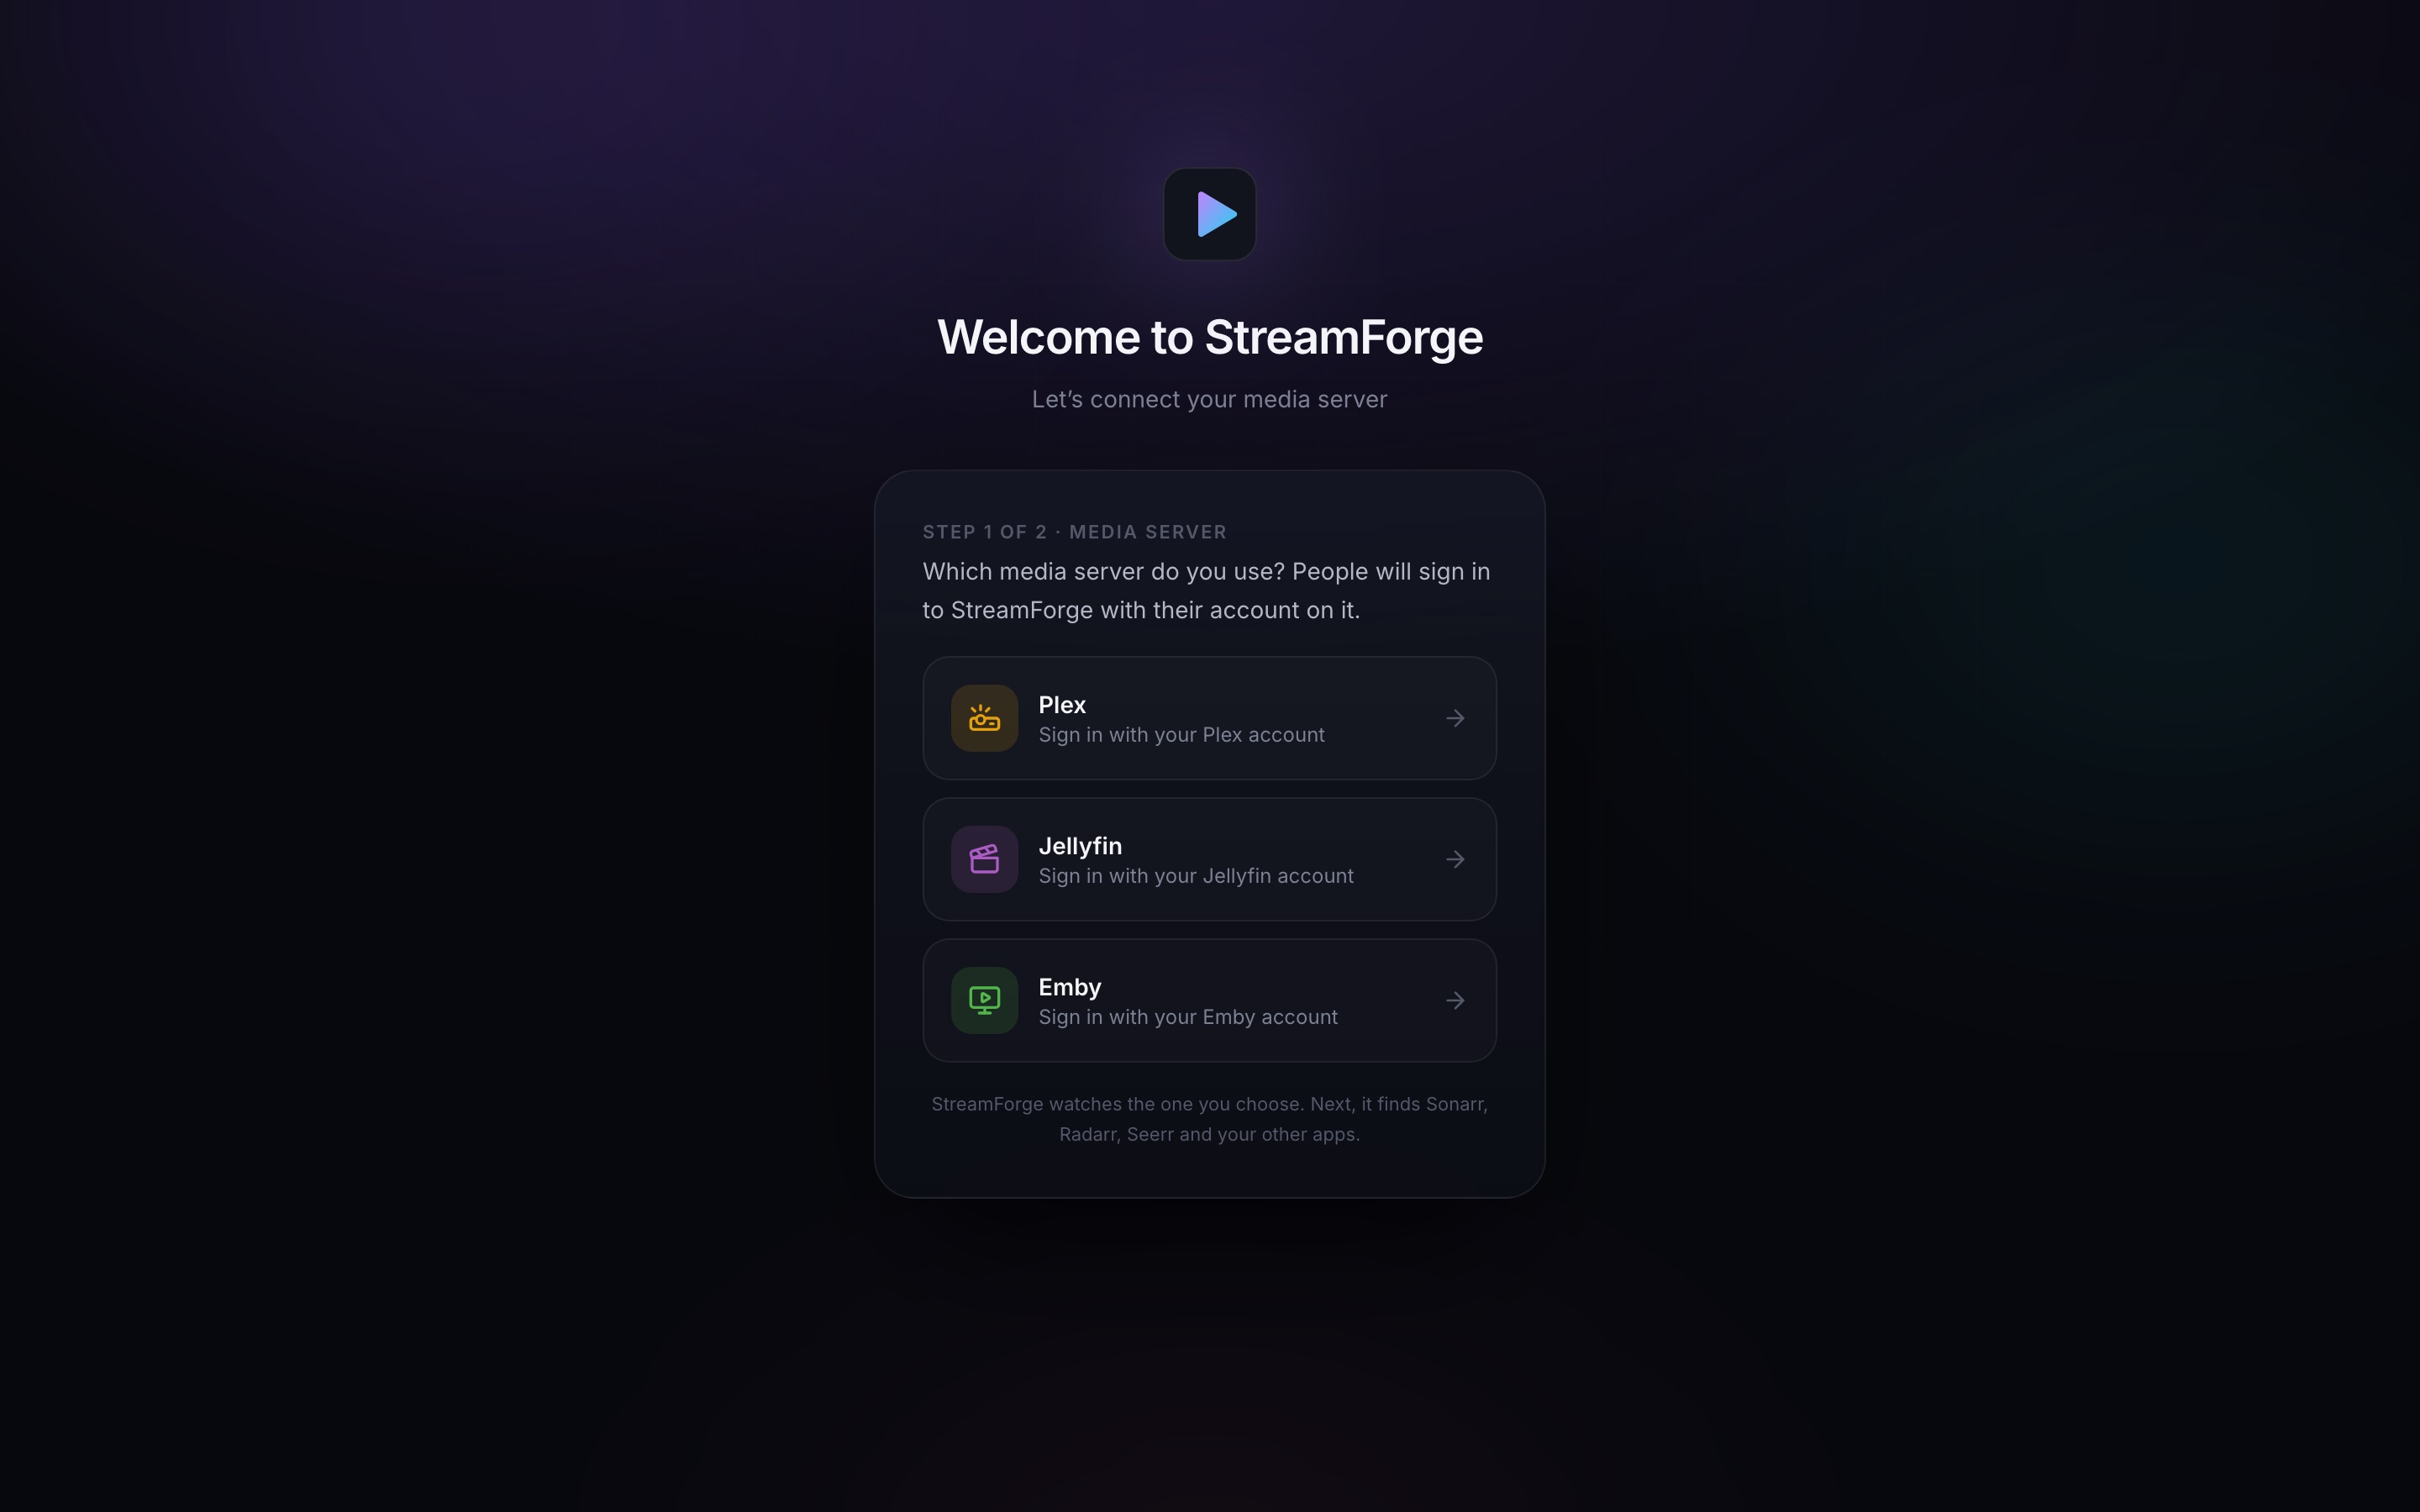 Welcome to StreamForge
Let’s connect your media server
STEP 1 OF 2 · MEDIA SERVER
Which media server do you use? People will sign in
to StreamForge with their account on it.
Plex
Sign in with your Plex account
Jellyfin
Sign in with your Jellyfin account
Emby
Sign in with your Emby account
StreamForge watches the one you choose. Next, it finds Sonarr,
Radarr, Seerr and your other apps.